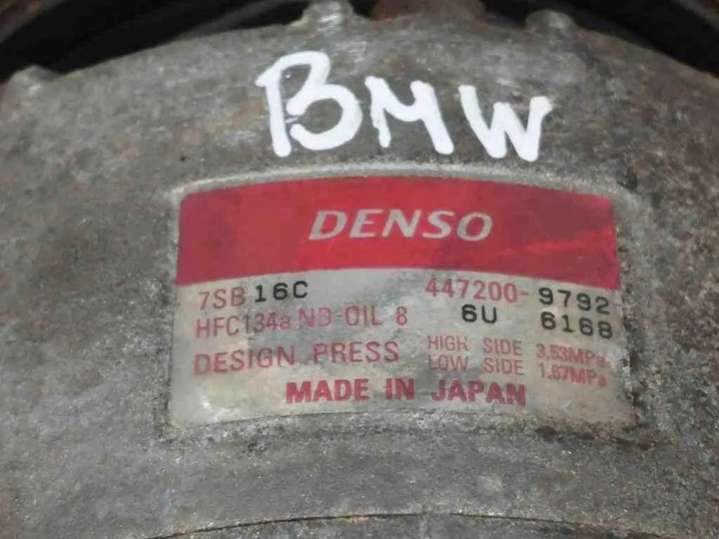 BMW
DENSO
7SB16C 447200-9792
HFC134a ND-OIL 8 6U 6168
DESIGN PRESS HIGH SIDE 3.53MPa
LOW SIDE 1.67MPa
MADE IN JAPAN